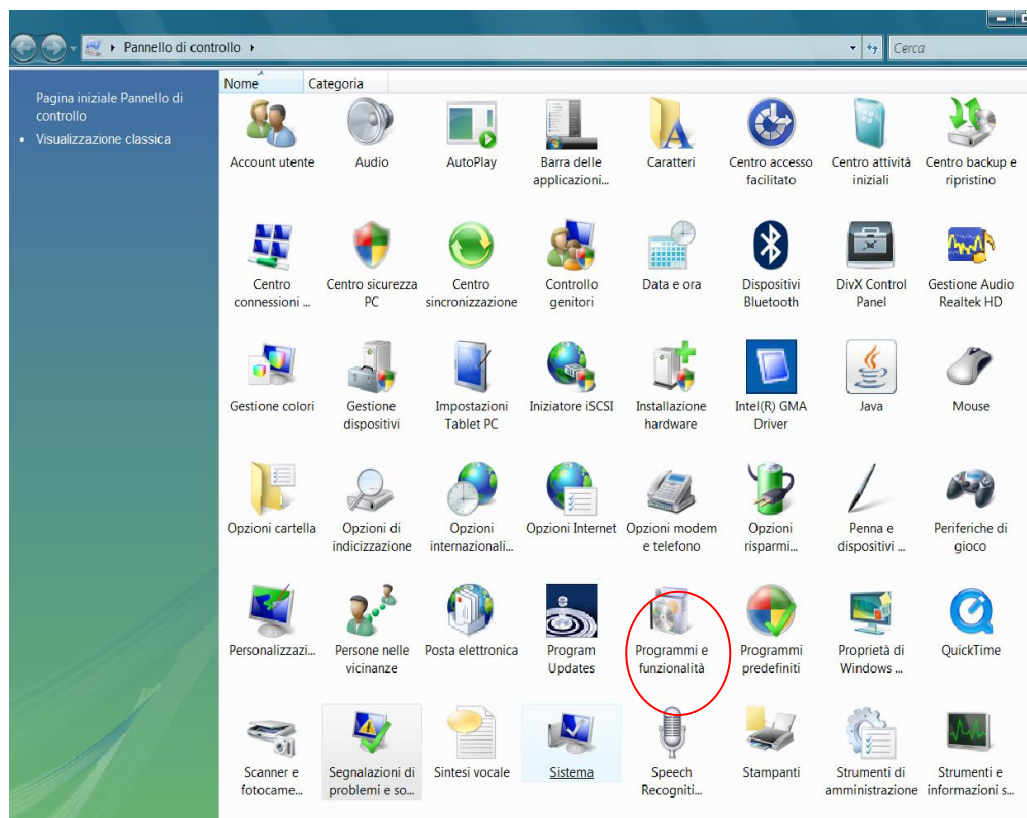 Pannello di controllo
Cerca
Nome Categoria
Pagina iniziale Pannello di
controllo
• Visualizzazione classica
Account utente
Audio
AutoPlay
Barra delle
applicazioni...
Caratteri
Centro accesso
facilitato
Centro attività
iniziali
Centro backup e
ripristino
Centro
connessioni ...
Centro sicurezza
PC
Centro
sincronizzazione
Controllo
genitori
Data e ora
Dispositivi
Bluetooth
DivX Control
Panel
Gestione Audio
Realtek HD
Gestione colori
Gestione
dispositivi
Impostazioni
Tablet PC
Iniziatore iSCSI
Installazione
hardware
Intel(R) GMA
Driver
Java
Mouse
Opzioni cartella
Opzioni di
indicizzazione
Opzioni
internazionali...
Opzioni Internet
Opzioni modem
e telefono
Opzioni
risparmi...
Penna e
dispositivi ...
Periferiche di
gioco
Personalizzazi...
Persone nelle
vicinanze
Posta elettronica
Program
Updates
Programmi e
funzionalità
Programmi
predefiniti
Proprietà di
Windows ...
QuickTime
Scanner e
fotocame...
Segnalazioni di
problemi e so...
Sintesi vocale
Sistema
Speech
Recogniti...
Stampanti
Strumenti di
amministrazione
Strumenti e
informazioni s...